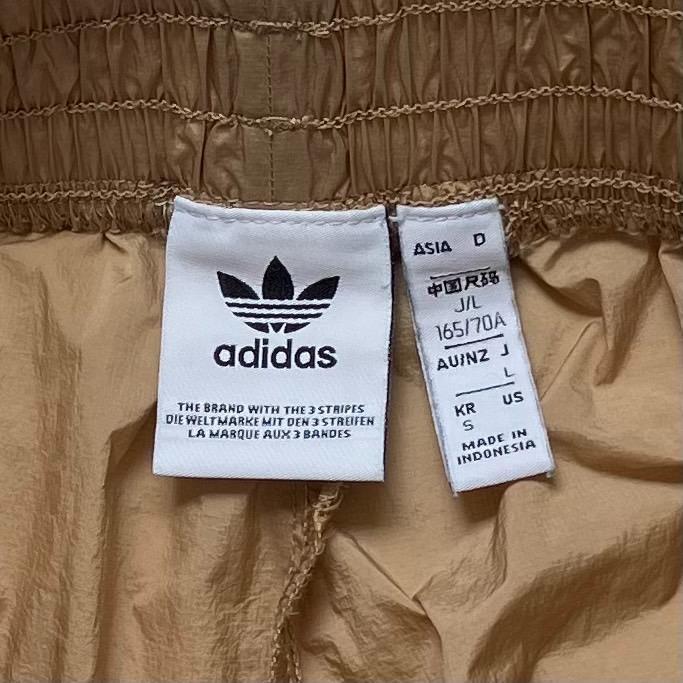 adidas
THE BRAND WITH THE 3 STRIPES
DIE WELTMARKE MIT DEN 3 STREIFEN
LA MARQUE AUX 3 BANDES
ASIA D
中国尺码
J/L
165/70A
AU/NZ J
L
KR US
S
MADE IN
INDONESIA